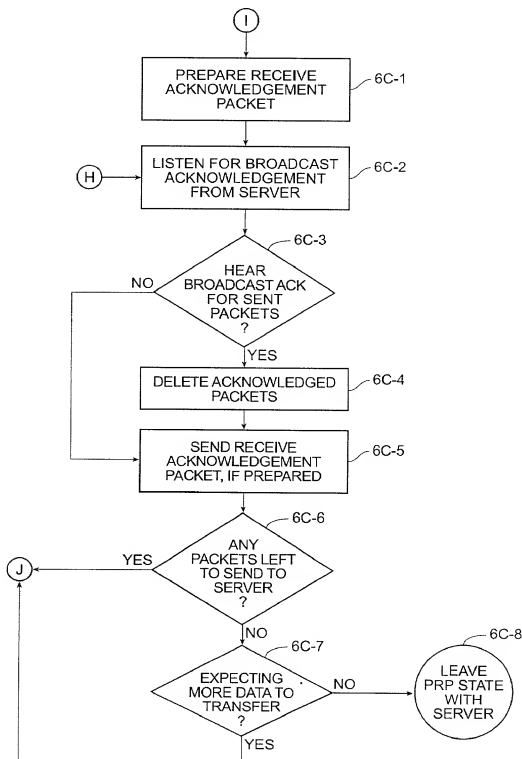 I
PREPARE RECEIVE
ACKNOWLEDGEMENT
PACKET
6C-1
H
LISTEN FOR BROADCAST
ACKNOWLEDGEMENT
FROM SERVER
6C-2
6C-3
HEAR
BROADCAST ACK
FOR SENT
PACKETS
?
NO
YES
DELETE ACKNOWLEDGED
PACKETS
6C-4
SEND RECEIVE
ACKNOWLEDGEMENT
PACKET, IF PREPARED
6C-5
6C-6
ANY
PACKETS LEFT
TO SEND TO
SERVER
?
YES
J
NO
6C-7
EXPECTING
MORE DATA TO
TRANSFER
?
NO
YES
6C-8
LEAVE
PRP STATE
WITH
SERVER